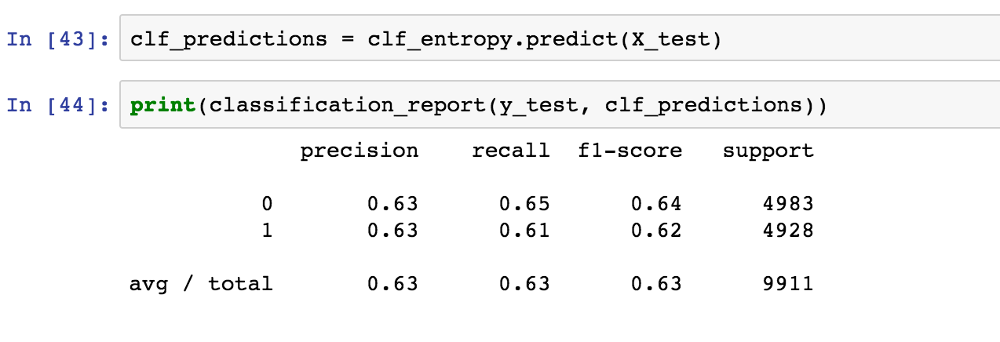 In [43]: clf_predictions = clf_entropy.predict(X_test)
In [44]: print(classification_report(y_test, clf_predictions))
precision recall f1-score support
0 0.63 0.65 0.64 4983
1 0.63 0.61 0.62 4928
avg / total 0.63 0.63 0.63 9911